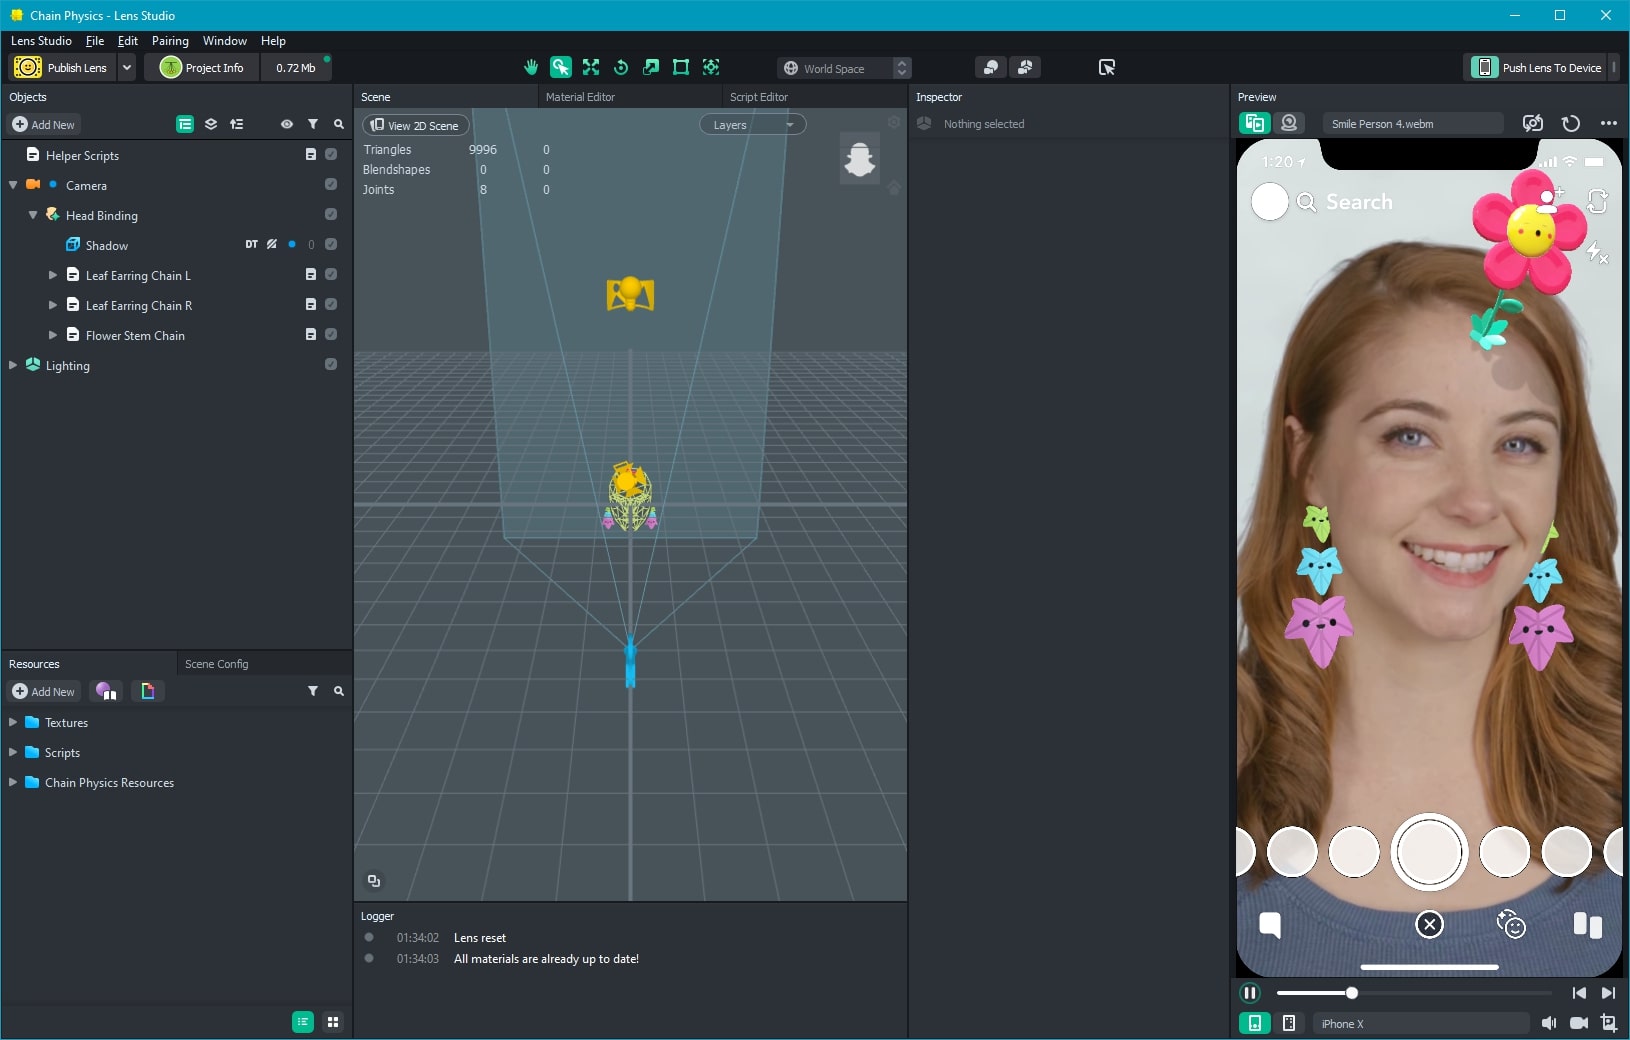 Chain Physics - Lens Studio
Lens Studio File Edit Pairing Window Help
Publish Lens Project Info 0.72 Mb World Space Push Lens To Device
Objects
Add New
Helper Scripts
Camera
Head Binding
Shadow DT 0
Leaf Earring Chain L
Leaf Earring Chain R
Flower Stem Chain
Lighting
Resources Scene Config
Add New
Textures
Scripts
Chain Physics Resources
Scene Material Editor Script Editor
View 2D Scene Layers
Triangles 9996 0
Blendshapes 0 0
Joints 8 0
Logger
01:34:02 Lens reset
01:34:03 All materials are already up to date!
Inspector
Nothing selected
Preview
Smile Person 4.webm
1:20
Search
iPhone X